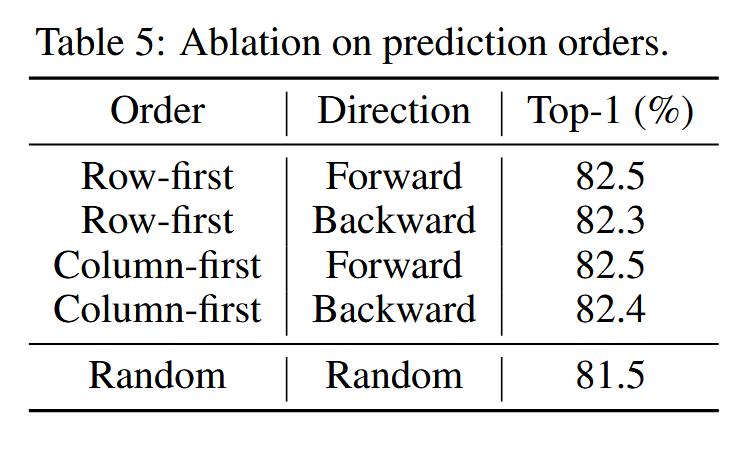 Table 5: Ablation on prediction orders.
Order Direction Top-1 (%)
Row-first Forward 82.5
Row-first Backward 82.3
Column-first Forward 82.5
Column-first Backward 82.4
Random Random 81.5